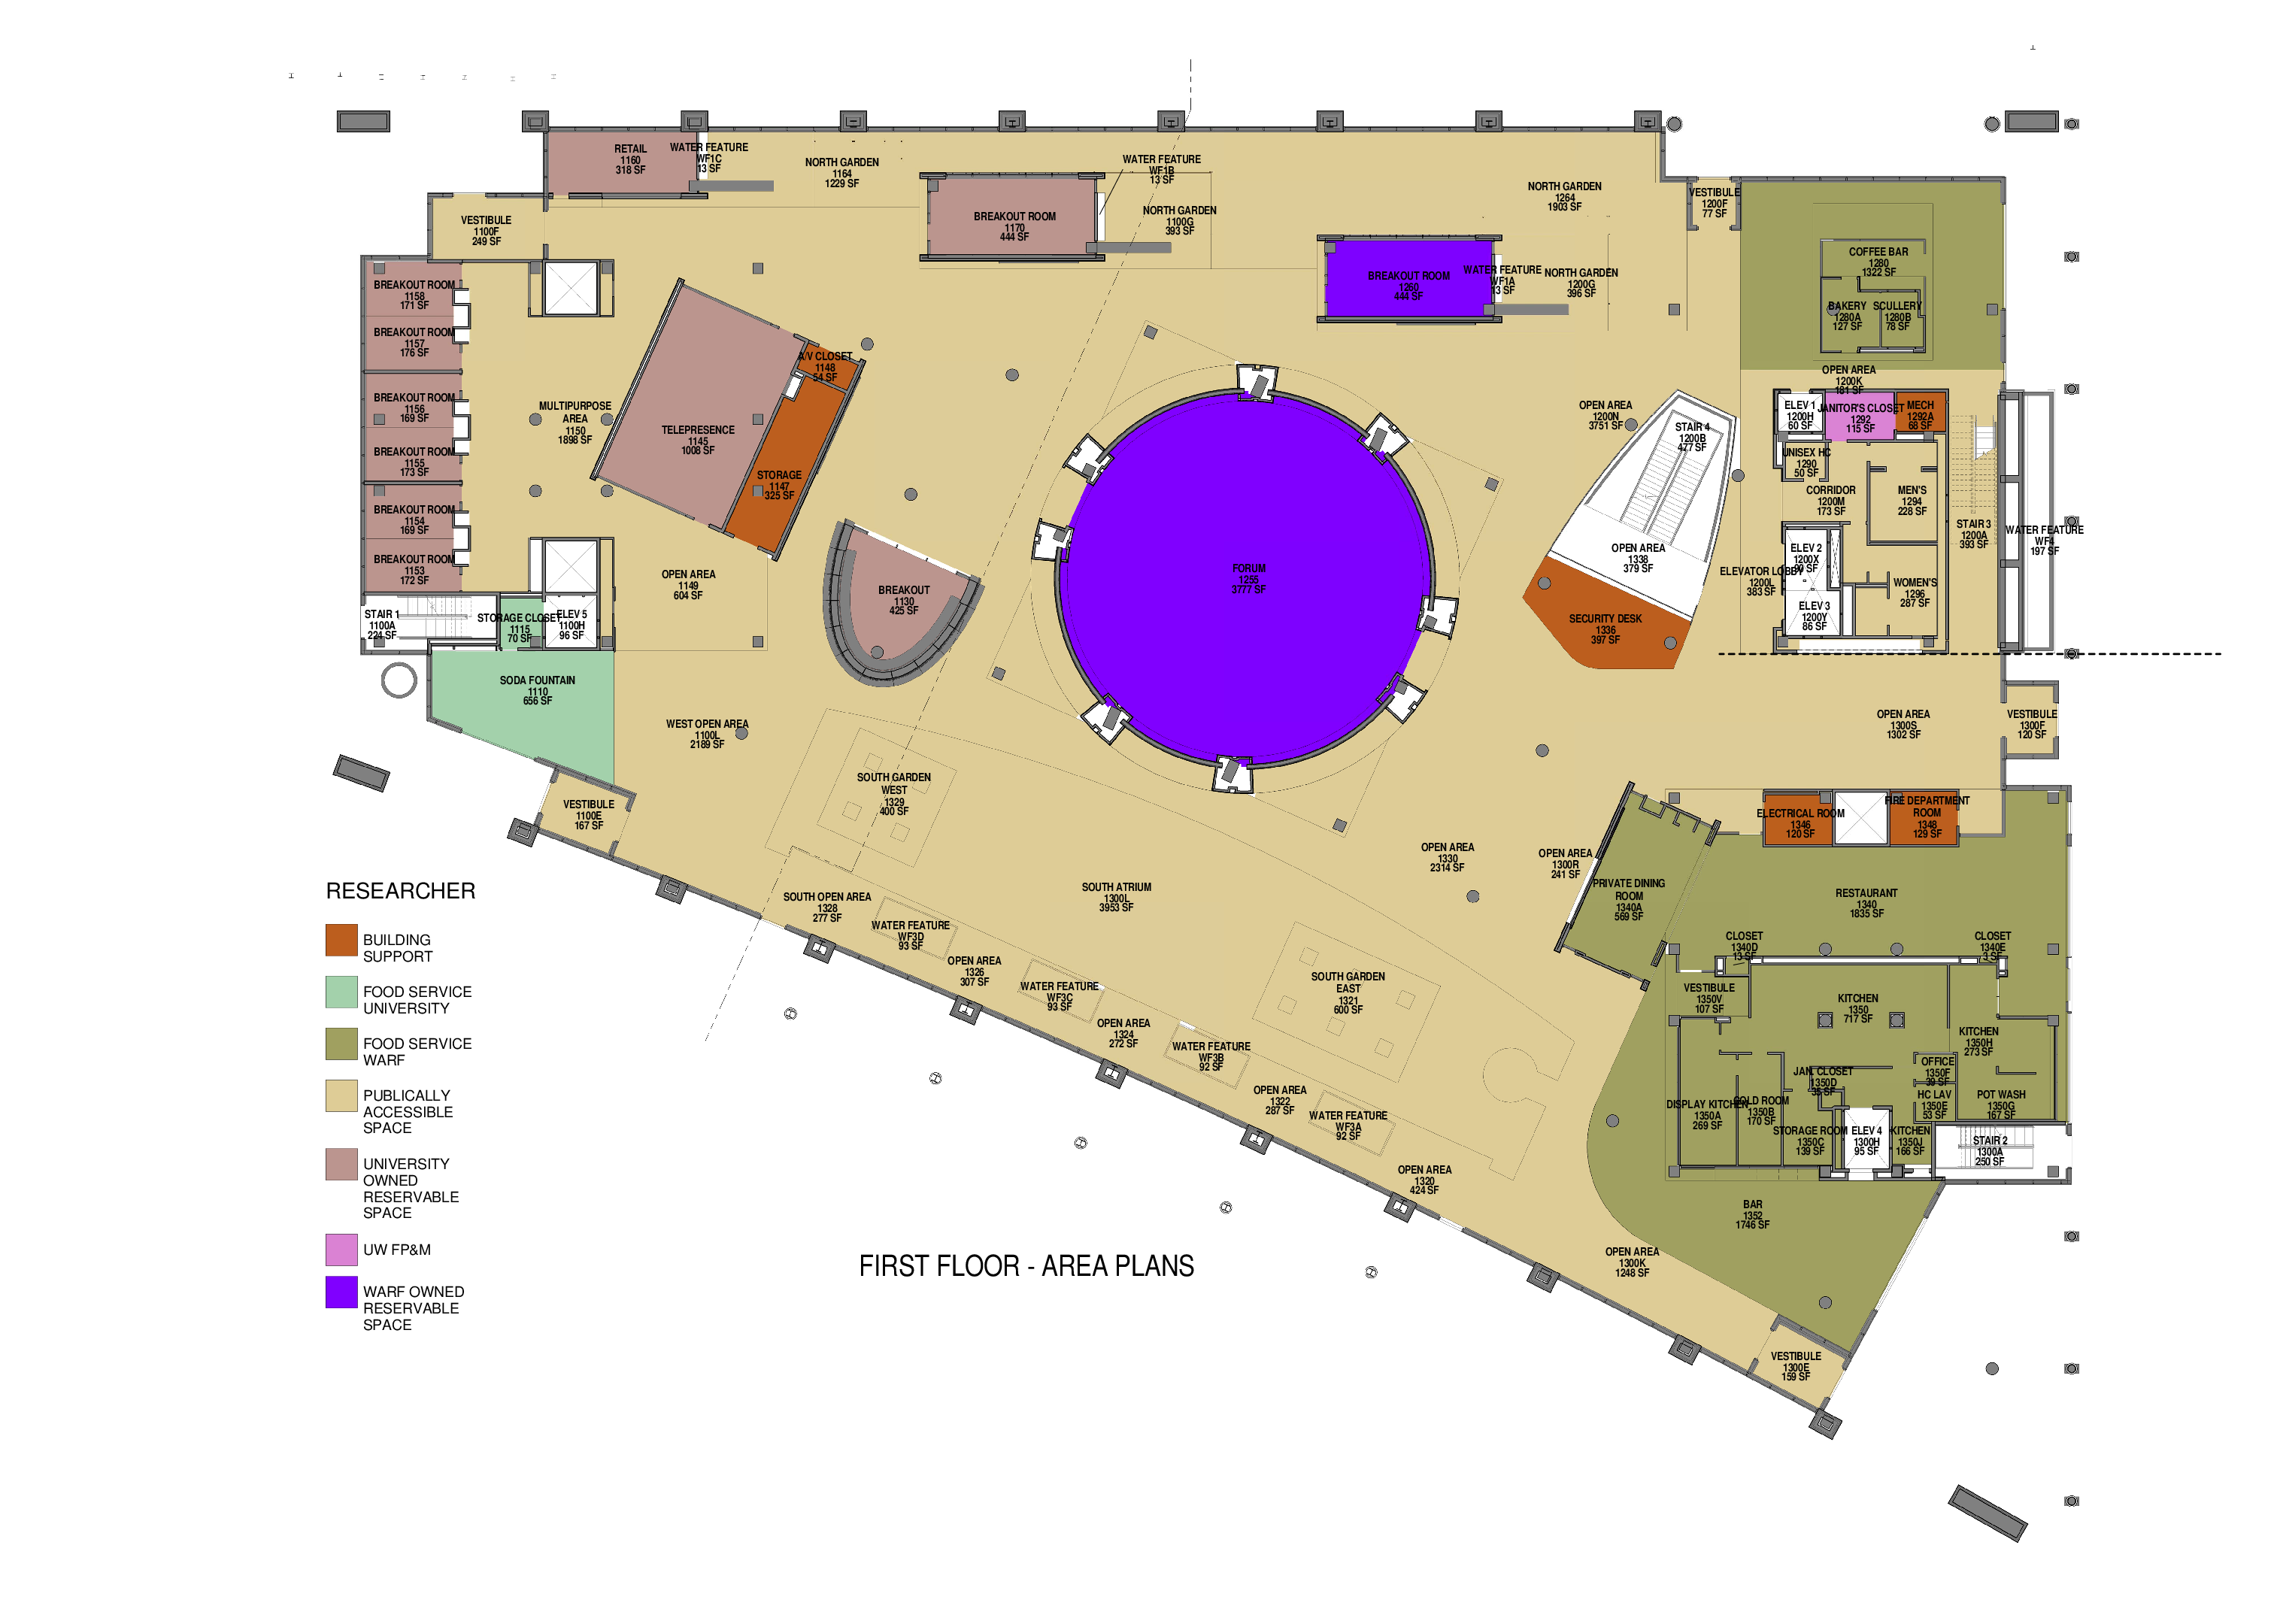 RETAIL
1160
318 SF
WATER FEATURE
WF1C
13 SF
NORTH GARDEN
1164
1229 SF
WATER FEATURE
WF1B
13 SF
BREAKOUT ROOM
1170
444 SF
NORTH GARDEN
1100G
393 SF
NORTH GARDEN
1264
1903 SF
VESTIBULE
1200F
77 SF
VESTIBULE
1100F
249 SF
BREAKOUT ROOM
1260
444 SF
WATER FEATURE
WF1A
13 SF
NORTH GARDEN
1200G
396 SF
COFFEE BAR
1280
1322 SF
BAKERY
1280A
127 SF
SCULLERY
1280B
78 SF
BREAKOUT ROOM
1158
171 SF
BREAKOUT ROOM
1157
176 SF
BREAKOUT ROOM
1156
169 SF
BREAKOUT ROOM
1155
173 SF
BREAKOUT ROOM
1154
169 SF
BREAKOUT ROOM
1153
172 SF
MULTIPURPOSE
AREA
1150
1898 SF
TELEPRESENCE
1145
1008 SF
A/V CLOSET
1148
54 SF
STORAGE
1147
325 SF
OPEN AREA
1200K
181 SF
OPEN AREA
1200N
3751 SF
STAIR 4
1200B
477 SF
ELEV 1
1200H
60 SF
JANITOR'S CLOSET
1292
115 SF
MECH
1292A
68 SF
UNISEX HC
1290
50 SF
CORRIDOR
1200M
173 SF
MEN'S
1294
228 SF
STAIR 3
1200A
393 SF
WATER FEATURE
WF4
197 SF
OPEN AREA
1338
379 SF
ELEV 2
1200X
ELEVATOR LOBBY
1200L
383 SF
ELEV 3
1200Y
86 SF
WOMEN'S
1296
287 SF
OPEN AREA
1149
604 SF
BREAKOUT
1130
425 SF
FORUM
1255
3777 SF
SECURITY DESK
1336
397 SF
STAIR 1
1100A
224 SF
STORAGE CLOSET
1115
70 SF
ELEV 5
1100H
96 SF
SODA FOUNTAIN
1110
656 SF
WEST OPEN AREA
1100L
2189 SF
OPEN AREA
1300S
1302 SF
VESTIBULE
1300F
120 SF
SOUTH GARDEN
WEST
1329
400 SF
VESTIBULE
1100E
167 SF
ELECTRICAL ROOM
1346
120 SF
FIRE DEPARTMENT
ROOM
1348
129 SF
OPEN AREA
1330
2314 SF
OPEN AREA
1300R
241 SF
PRIVATE DINING
ROOM
1340A
569 SF
RESTAURANT
1340
1835 SF
SOUTH ATRIUM
1300L
3953 SF
SOUTH OPEN AREA
1328
277 SF
WATER FEATURE
WF3D
93 SF
OPEN AREA
1326
307 SF
WATER FEATURE
WF3C
93 SF
OPEN AREA
1324
272 SF
WATER FEATURE
WF3B
92 SF
OPEN AREA
1322
287 SF
WATER FEATURE
WF3A
92 SF
OPEN AREA
1320
424 SF
SOUTH GARDEN
EAST
1321
600 SF
CLOSET
1340D
13 SF
CLOSET
1340E
3 SF
VESTIBULE
1350V
107 SF
KITCHEN
1350
717 SF
KITCHEN
1350H
273 SF
OFFICE
1350F
39 SF
JAN. CLOSET
1350D
35 SF
HC LAV
1350E
53 SF
POT WASH
1350G
167 SF
DISPLAY KITCHEN
1350A
269 SF
COLD ROOM
1350B
170 SF
STORAGE ROOM
1350C
139 SF
ELEV 4
1300H
95 SF
KITCHEN
1350J
166 SF
STAIR 2
1300A
250 SF
BAR
1352
1746 SF
OPEN AREA
1300K
1248 SF
VESTIBULE
1300E
159 SF
RESEARCHER
BUILDING
SUPPORT
FOOD SERVICE
UNIVERSITY
FOOD SERVICE
WARF
PUBLICALLY
ACCESSIBLE
SPACE
UNIVERSITY
OWNED
RESERVABLE
SPACE
UW FP&M
WARF OWNED
RESERVABLE
SPACE
FIRST FLOOR - AREA PLANS